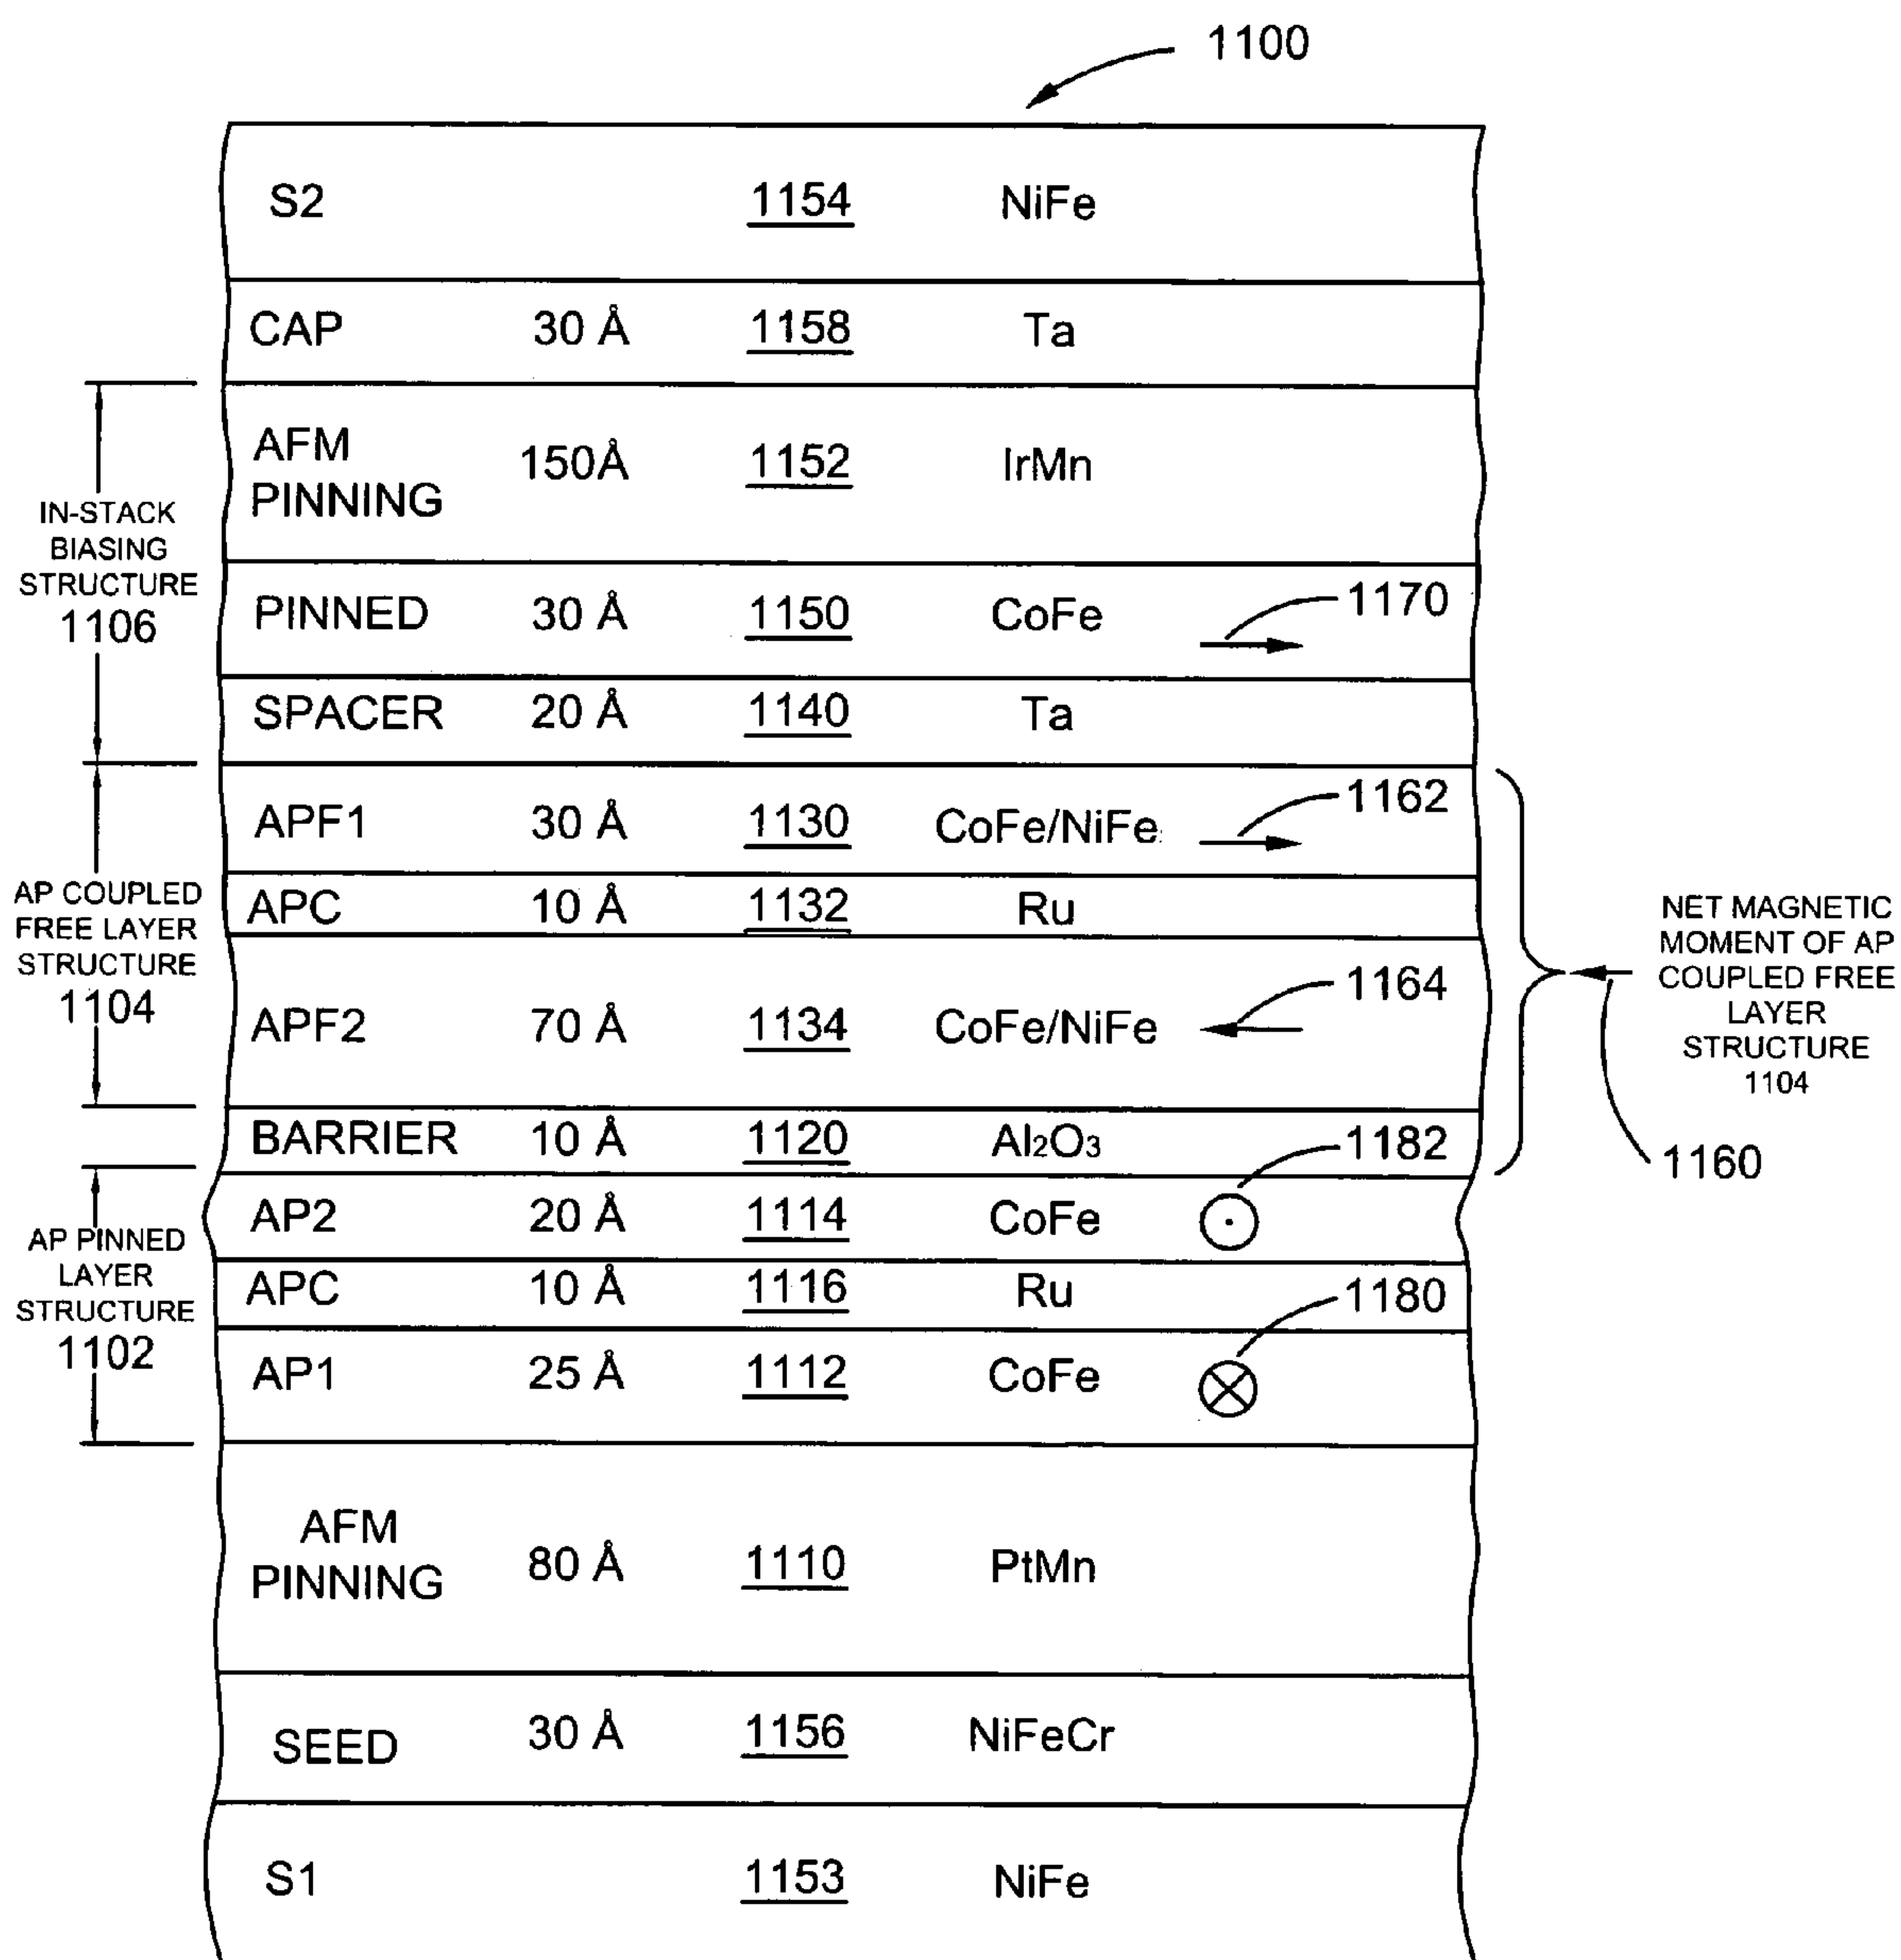 1100
S2 1154 NiFe
CAP 30 Å 1158 Ta
AFM
PINNING 150Å 1152 IrMn
IN-STACK
BIASING
STRUCTURE
1106
PINNED 30 Å 1150 CoFe 1170
SPACER 20 Å 1140 Ta
APF1 30 Å 1130 CoFe/NiFe 1162
APC 10 Å 1132 Ru
AP COUPLED
FREE LAYER
STRUCTURE
1104
NET MAGNETIC
MOMENT OF AP
COUPLED FREE
LAYER
STRUCTURE
1104
APF2 70 Å 1134 CoFe/NiFe 1164
BARRIER 10 Å 1120 Al₂O₃ 1182
1160
AP2 20 Å 1114 CoFe
AP PINNED
LAYER
STRUCTURE
1102
APC 10 Å 1116 Ru 1180
AP1 25 Å 1112 CoFe
AFM
PINNING 80 Å 1110 PtMn
SEED 30 Å 1156 NiFeCr
S1 1153 NiFe